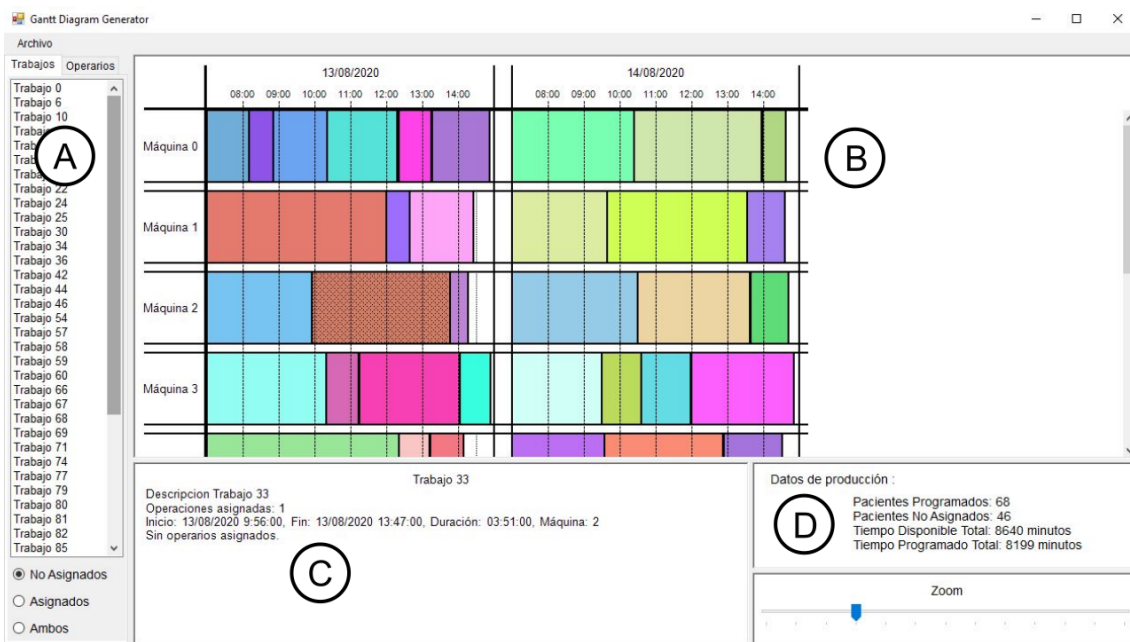 Gantt Diagram Generator
Archivo
Trabajos Operarios
Trabajo 0
Trabajo 6
Trabajo 10
Trabajo 22
Trabajo 24
Trabajo 25
Trabajo 30
Trabajo 34
Trabajo 36
Trabajo 42
Trabajo 44
Trabajo 46
Trabajo 54
Trabajo 57
Trabajo 58
Trabajo 59
Trabajo 60
Trabajo 66
Trabajo 67
Trabajo 68
Trabajo 69
Trabajo 71
Trabajo 74
Trabajo 77
Trabajo 79
Trabajo 80
Trabajo 81
Trabajo 82
Trabajo 85
A
No Asignados
Asignados
Ambos
13/08/2020 14/08/2020
08:00 09:00 10:00 11:00 12:00 13:00 14:00 08:00 09:00 10:00 11:00 12:00 13:00 14:00
Máquina 0
Máquina 1
Máquina 2
Máquina 3
B
Trabajo 33
Descripcion Trabajo 33
Operaciones asignadas: 1
Inicio: 13/08/2020 9:56:00, Fin: 13/08/2020 13:47:00, Duración: 03:51:00, Máquina: 2
Sin operarios asignados.
C
Datos de producción :
Pacientes Programados: 68
Pacientes No Asignados: 46
Tiempo Disponible Total: 8640 minutos
Tiempo Programado Total: 8199 minutos
D
Zoom